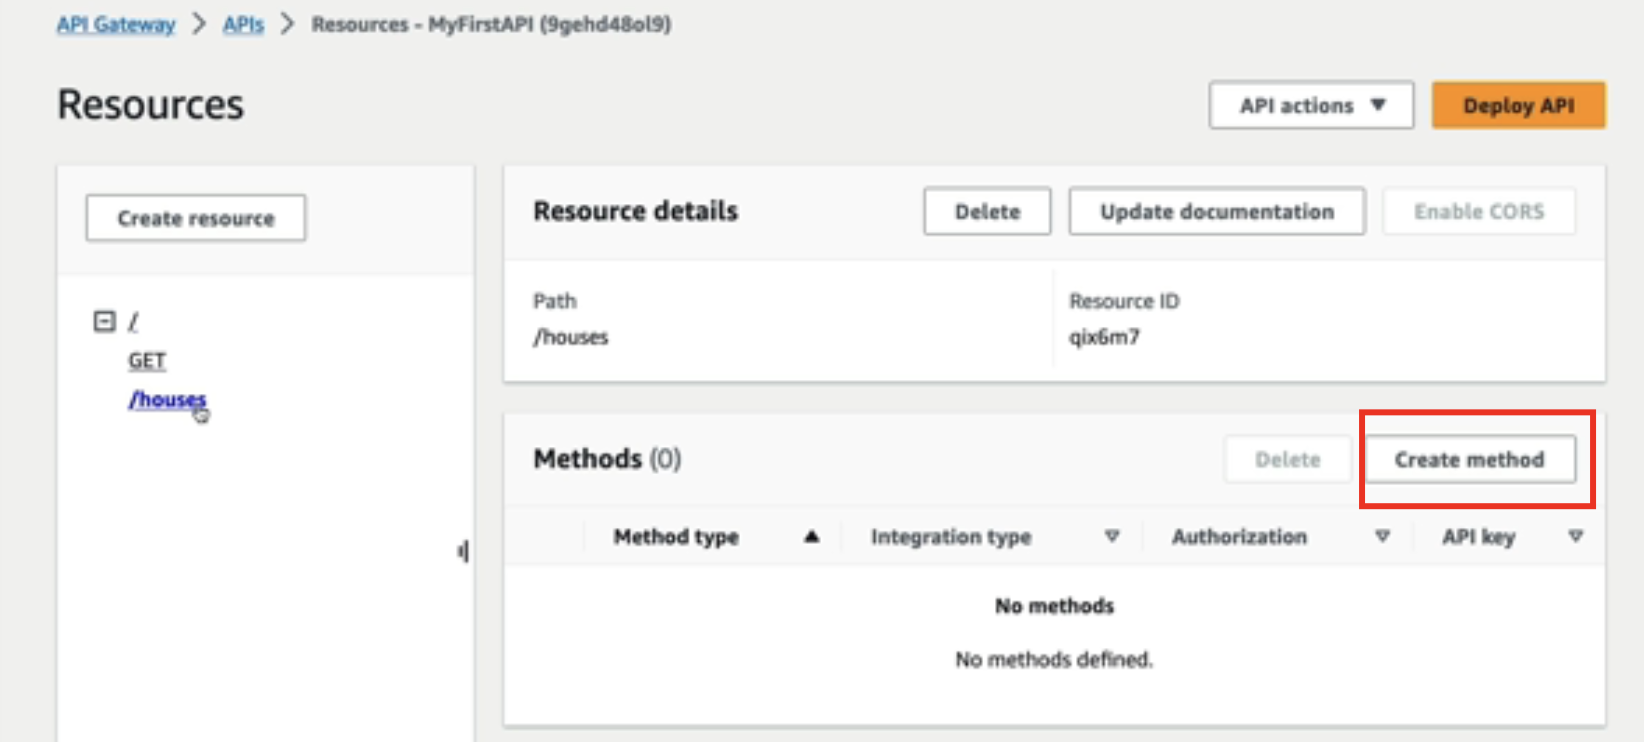 API Gateway > APIs > Resources - MyFirstAPI (9gehd48ol9)
Resources
API actions ▼
Deploy API
Create resource
/
GET
/houses
Resource details
Delete
Update documentation
Enable CORS
Path
/houses
Resource ID
qix6m7
Methods (0)
Delete
Create method
Method type
Integration type
Authorization
API key
No methods
No methods defined.